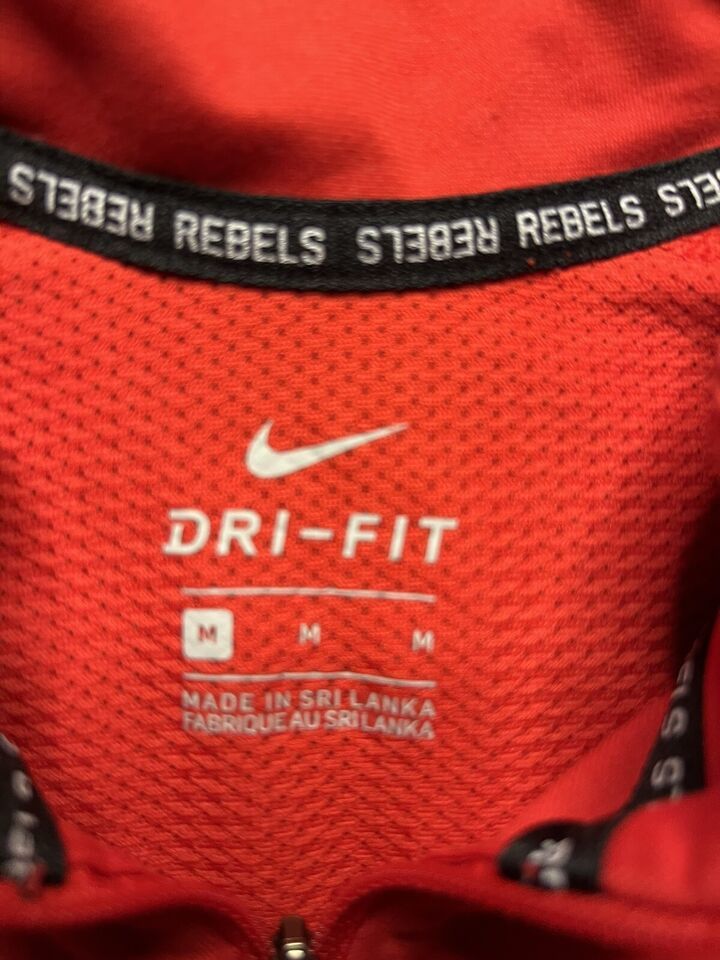 REBELS REBELS REBELS REBELS
DRI-FIT
M M M
MADE IN SRI LANKA
FABRIQUE AU SRI LANKA